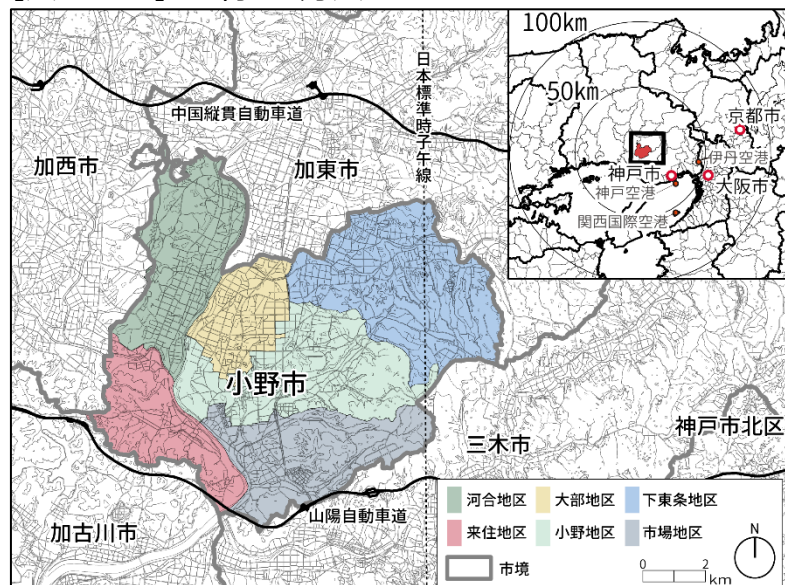 100km
50km
京都市
伊丹空港
神戸市
大阪市
神戸空港
関西国際空港
日本標準時子午線
中国縦貫自動車道
加西市
加東市
小野市
三木市
神戸市北区
加古川市
山陽自動車道
河合地区
大部地区
下東条地区
来住地区
小野地区
市場地区
市境
N
0
2
km